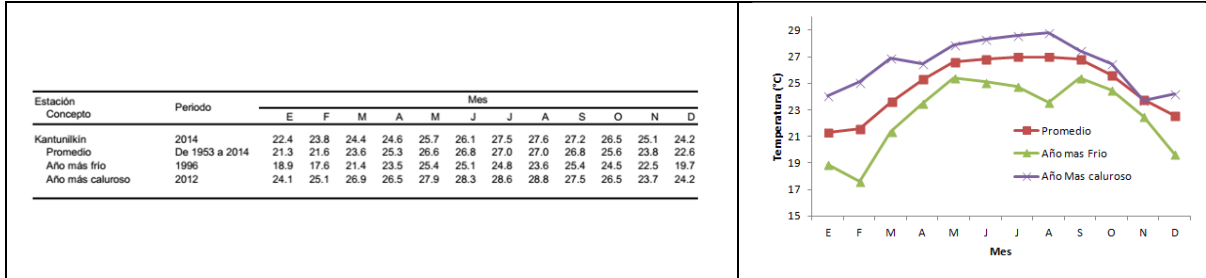 Estación
Concepto
Periodo
Mes
E F M A M J J A S O N D
Kantunilkín 2014 22.4 23.8 24.4 24.6 25.7 26.1 27.5 27.6 27.2 26.5 25.1 24.2
Promedio De 1953 a 2014 21.3 21.6 23.6 25.3 26.6 26.8 27.0 27.0 26.8 25.6 23.8 22.6
Año más frío 1996 18.9 17.6 21.4 23.5 25.4 25.1 24.8 23.6 25.4 24.5 22.5 19.7
Año más caluroso 2012 24.1 25.1 26.9 26.5 27.9 28.3 28.6 28.8 27.5 26.5 23.7 24.2
Temperatura (°C)
29
27
25
23
21
19
17
15
Promedio
Año mas Frio
Año Mas caluroso
E F M A M J J A S O N D
Mes